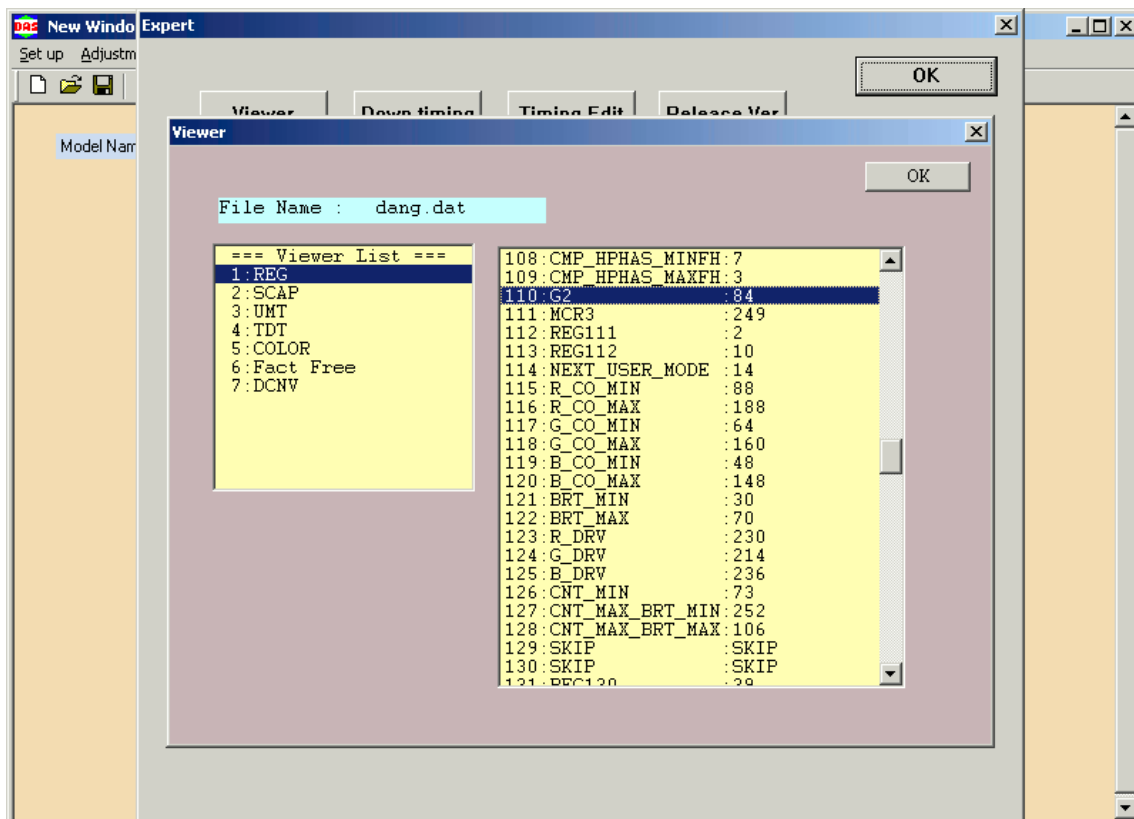 DAS New Windo
Expert
Set up Adjustm
OK
Viewer Down timing Timing Edit Release Ver
Viewer
Model Nam
OK
File Name : dang.dat
=== Viewer List ===
1:REG
2:SCAP
3:UMT
4:TDT
5:COLOR
6:Fact Free
7:DCNV
108:CMP_HPHAS_MINFH:7
109:CMP_HPHAS_MAXFH:3
110:G2 :84
111:MCR3 :249
112:REG111 :2
113:REG112 :10
114:NEXT_USER_MODE :14
115:R_CO_MIN :88
116:R_CO_MAX :188
117:G_CO_MIN :64
118:G_CO_MAX :160
119:B_CO_MIN :48
120:B_CO_MAX :148
121:BRT_MIN :30
122:BRT_MAX :70
123:R_DRV :230
124:G_DRV :214
125:B_DRV :236
126:CNT_MIN :73
127:CNT_MAX_BRT_MIN:252
128:CNT_MAX_BRT_MAX:106
129:SKIP :SKIP
130:SKIP :SKIP
131:REG130 :39